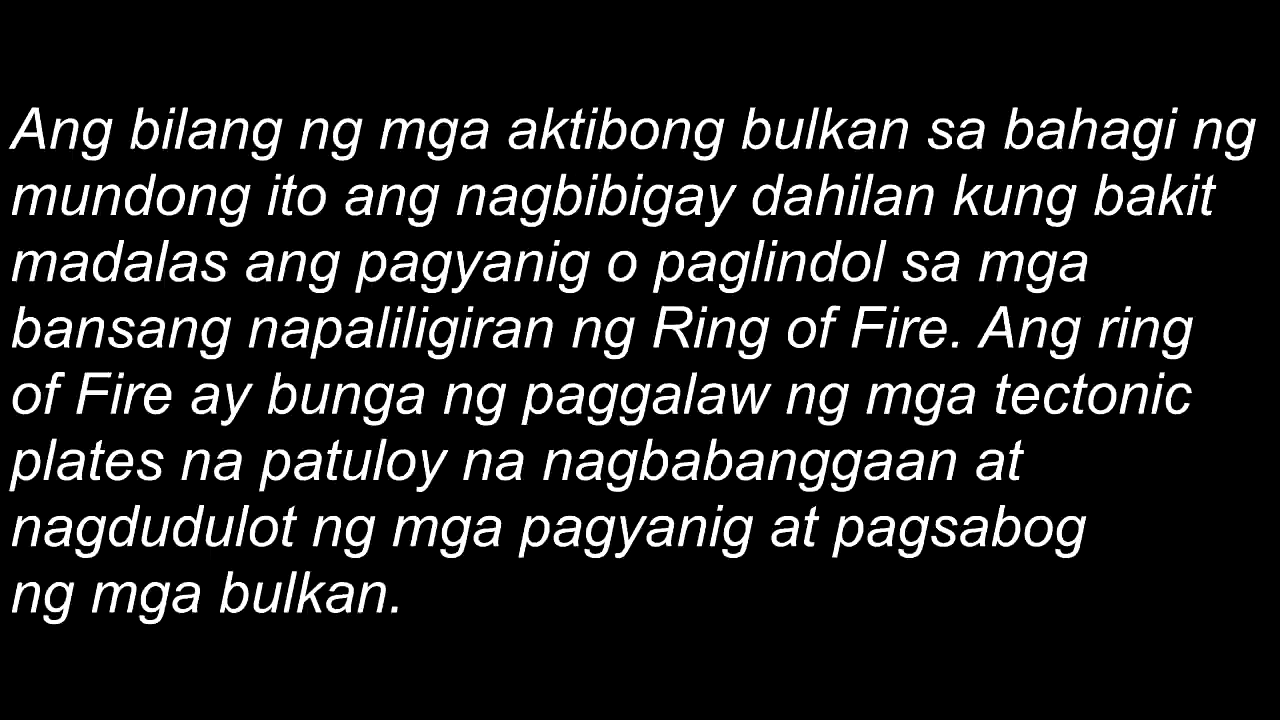 Ang bilang ng mga aktibong bulkan sa bahagi ng
mundong ito ang nagbibigay dahilan kung bakit
madalas ang pagyanig o paglindol sa mga
bansang napaliligiran ng Ring of Fire. Ang ring
of Fire ay bunga ng paggalaw ng mga tectonic
plates na patuloy na nagbabanggaan at
nagdudulot ng mga pagyanig at pagsabog
ng mga bulkan.